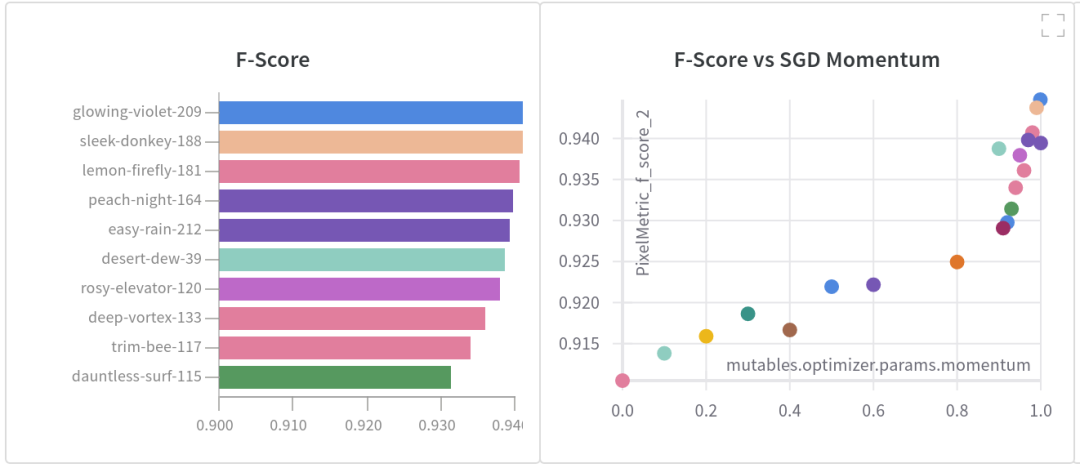 F-Score
glowing-violet-209
sleek-donkey-188
lemon-firefly-181
peach-night-164
easy-rain-212
desert-dew-39
rosy-elevator-120
deep-vortex-133
trim-bee-117
dauntless-surf-115
0.900 0.910 0.920 0.930 0.940
F-Score vs SGD Momentum
PixelMetric_f_score_2
0.940
0.935
0.930
0.925
0.920
0.915
mutables.optimizer.params.momentum
0.0 0.2 0.4 0.6 0.8 1.0